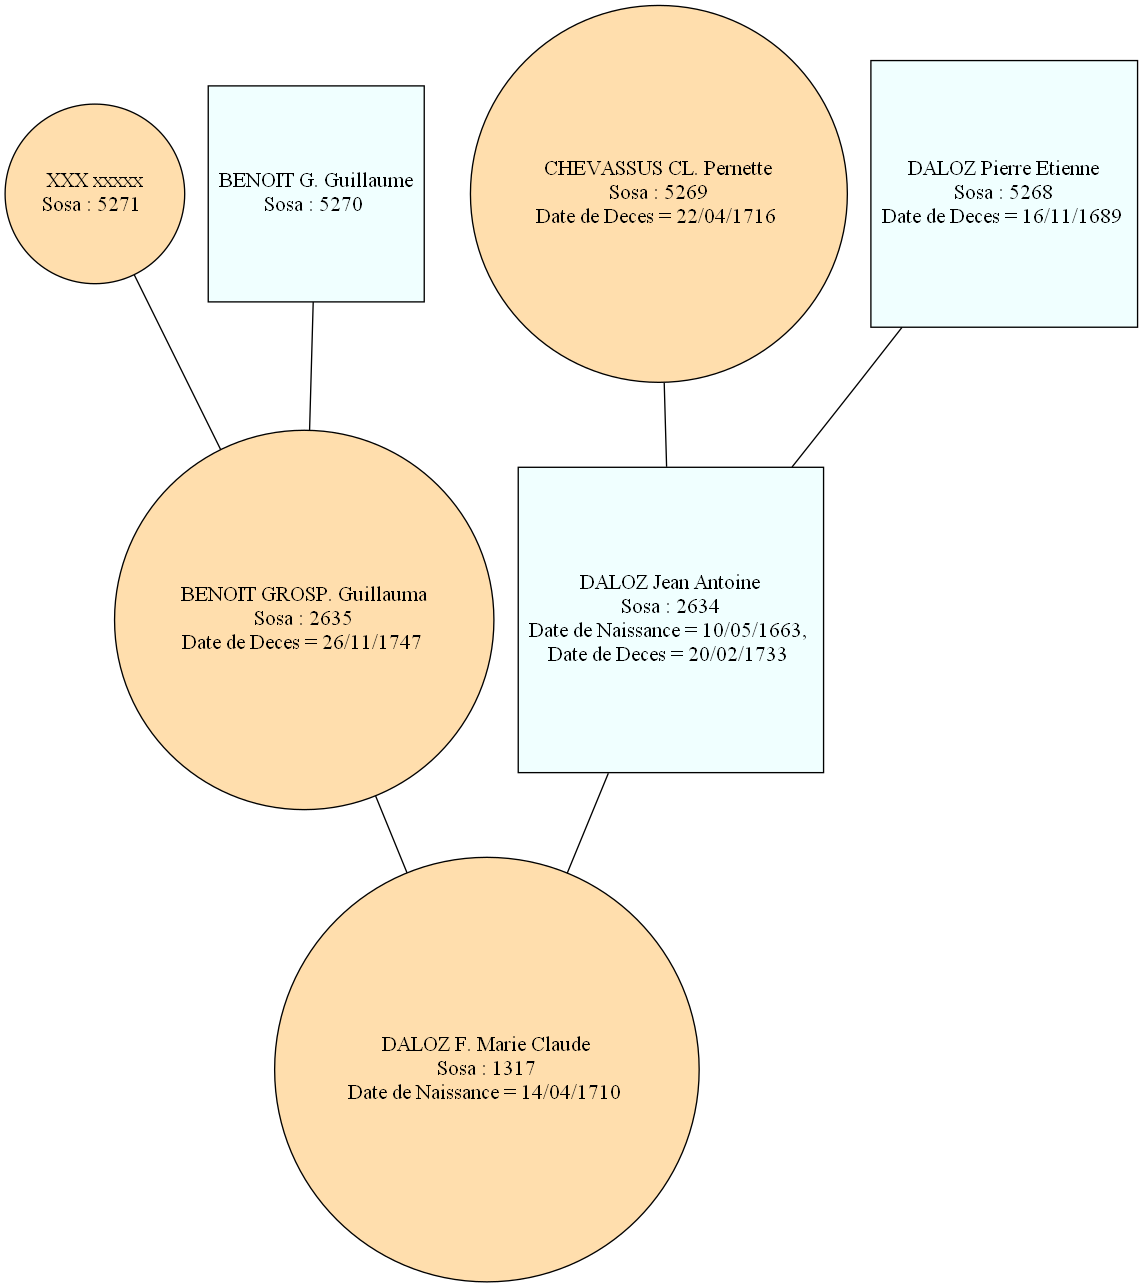 XXX xxxxx
Sosa : 5271
BENOIT G. Guillaume
Sosa : 5270
CHEVASSUS CL. Pernette
Sosa : 5269
Date de Deces = 22/04/1716
DALOZ Pierre Etienne
Sosa : 5268
Date de Deces = 16/11/1689
BENOIT GROSP. Guillauma
Sosa : 2635
Date de Deces = 26/11/1747
DALOZ Jean Antoine
Sosa : 2634
Date de Naissance = 10/05/1663,
Date de Deces = 20/02/1733
DALOZ F. Marie Claude
Sosa : 1317
Date de Naissance = 14/04/1710